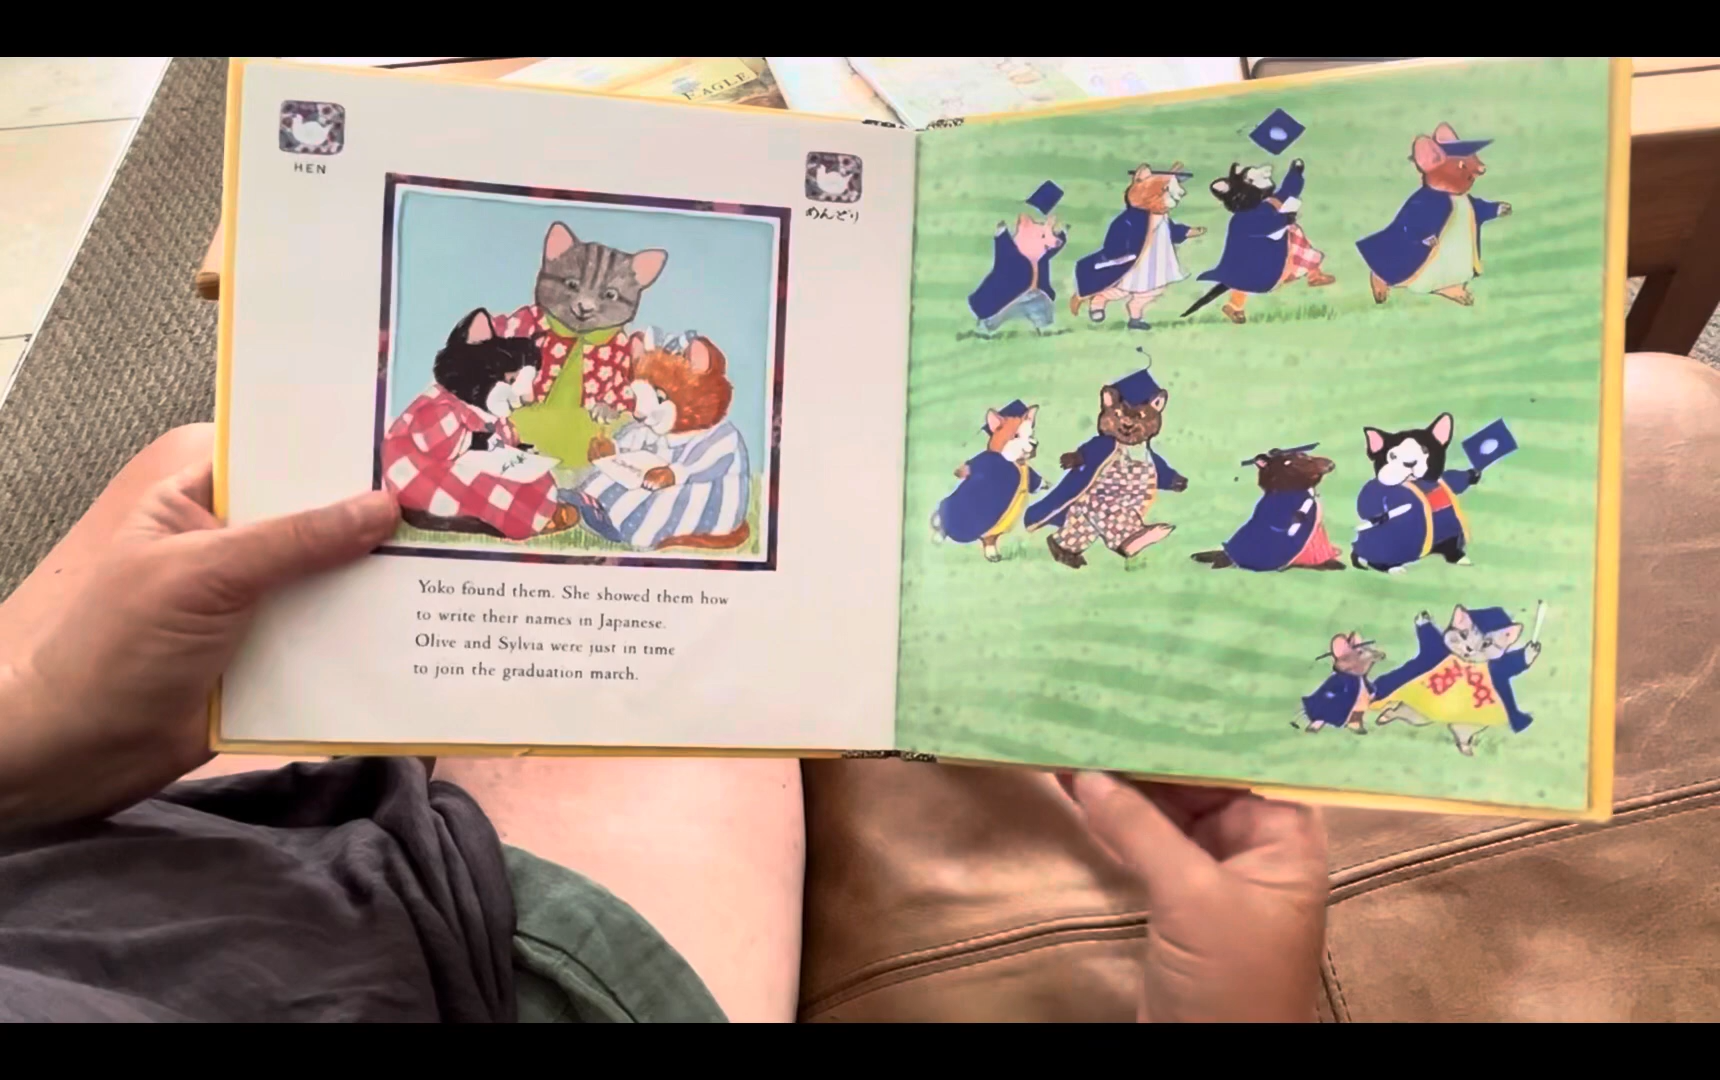 EAGLE
HEN
めんどり
Yoko found them. She showed them how
to write their names in Japanese.
Olive and Sylvia were just in time
to join the graduation march.